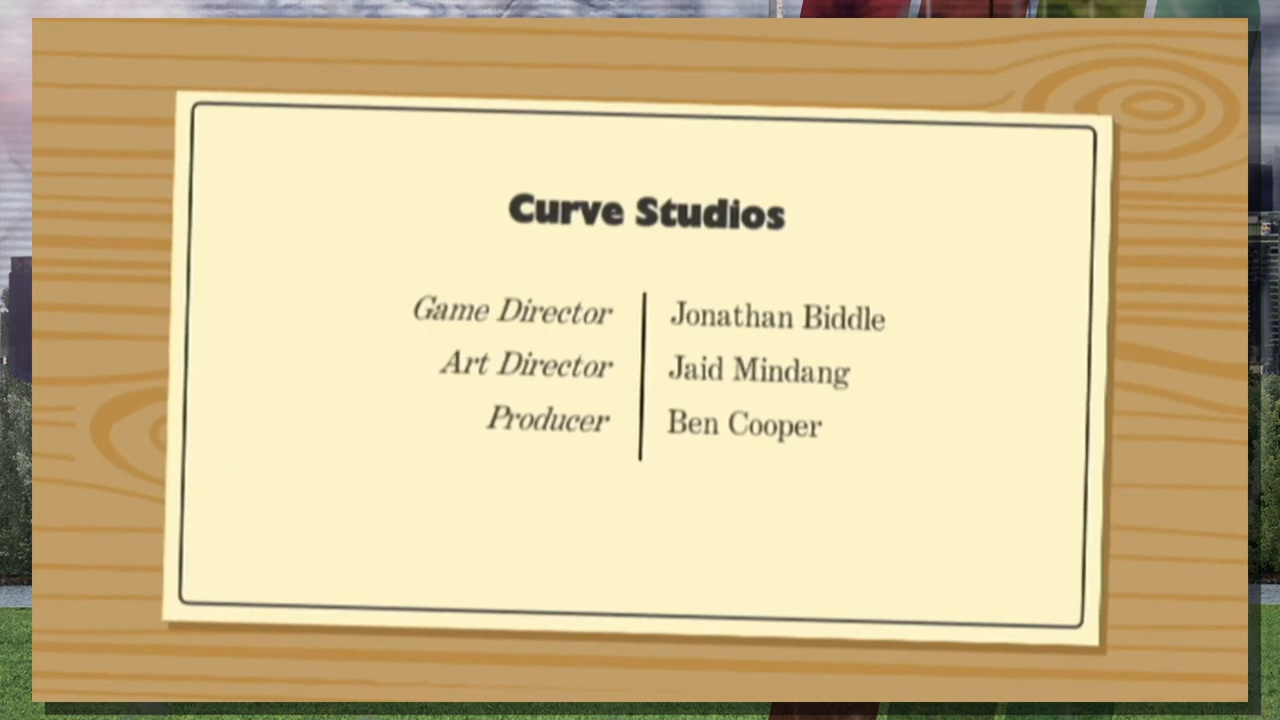 Curve Studios
Game Director Jonathan Biddle
Art Director Jaid Mindang
Producer Ben Cooper